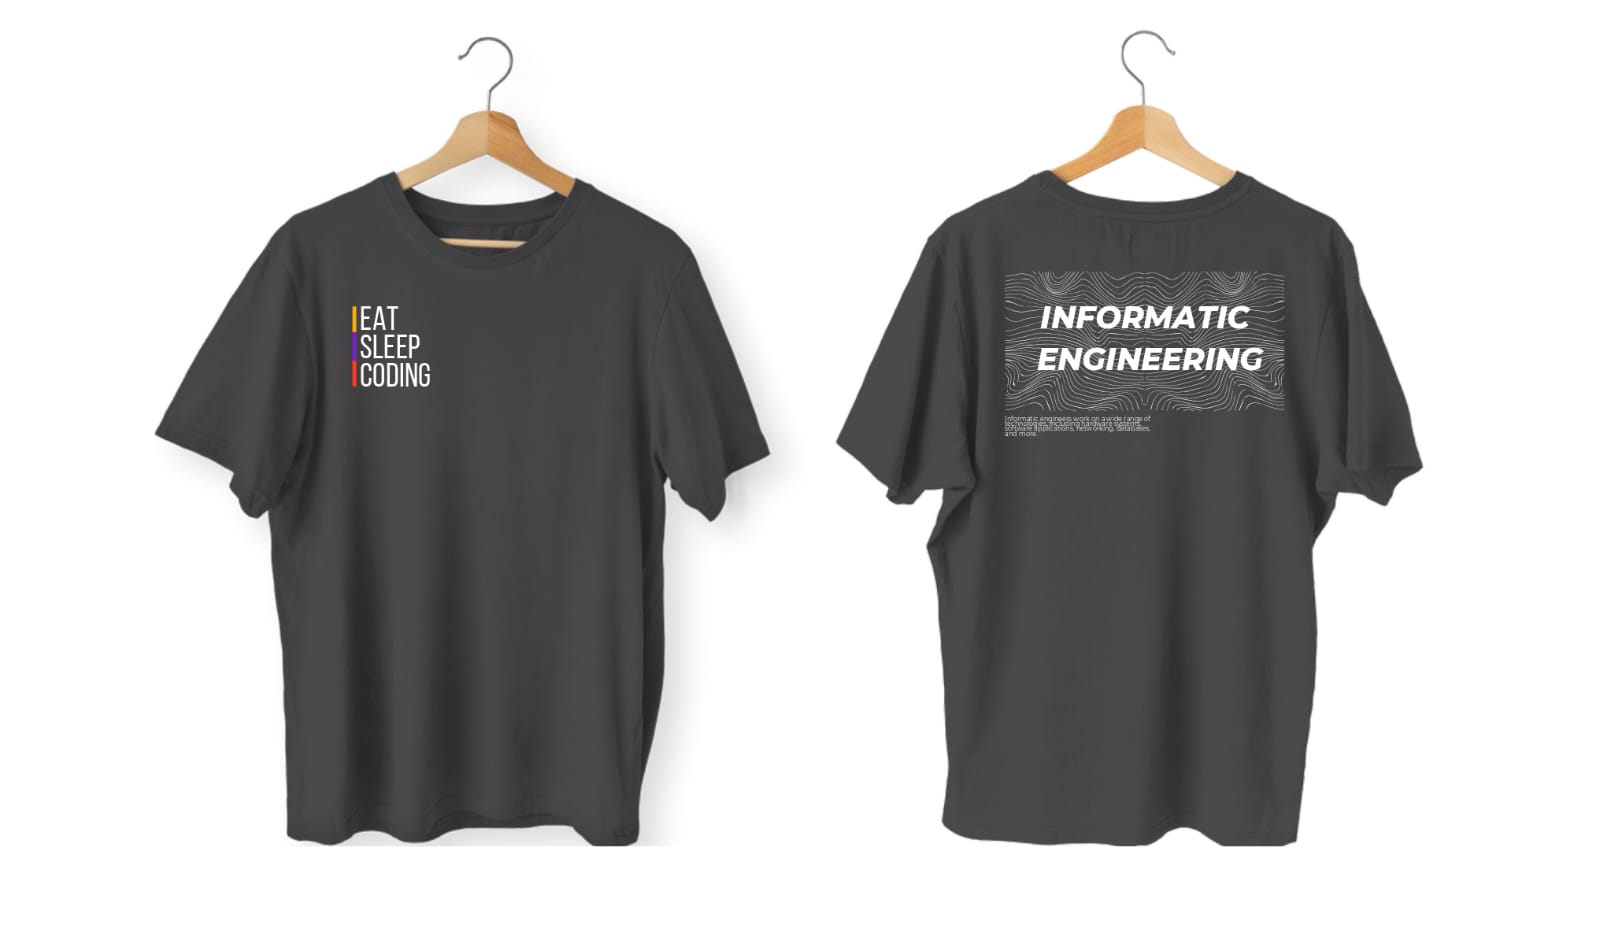 EAT
SLEEP
CODING
INFORMATIC
ENGINEERING
Informatic engineers work on a wide range of
technologies, including hardware systems,
software applications, networking, databases,
and more.